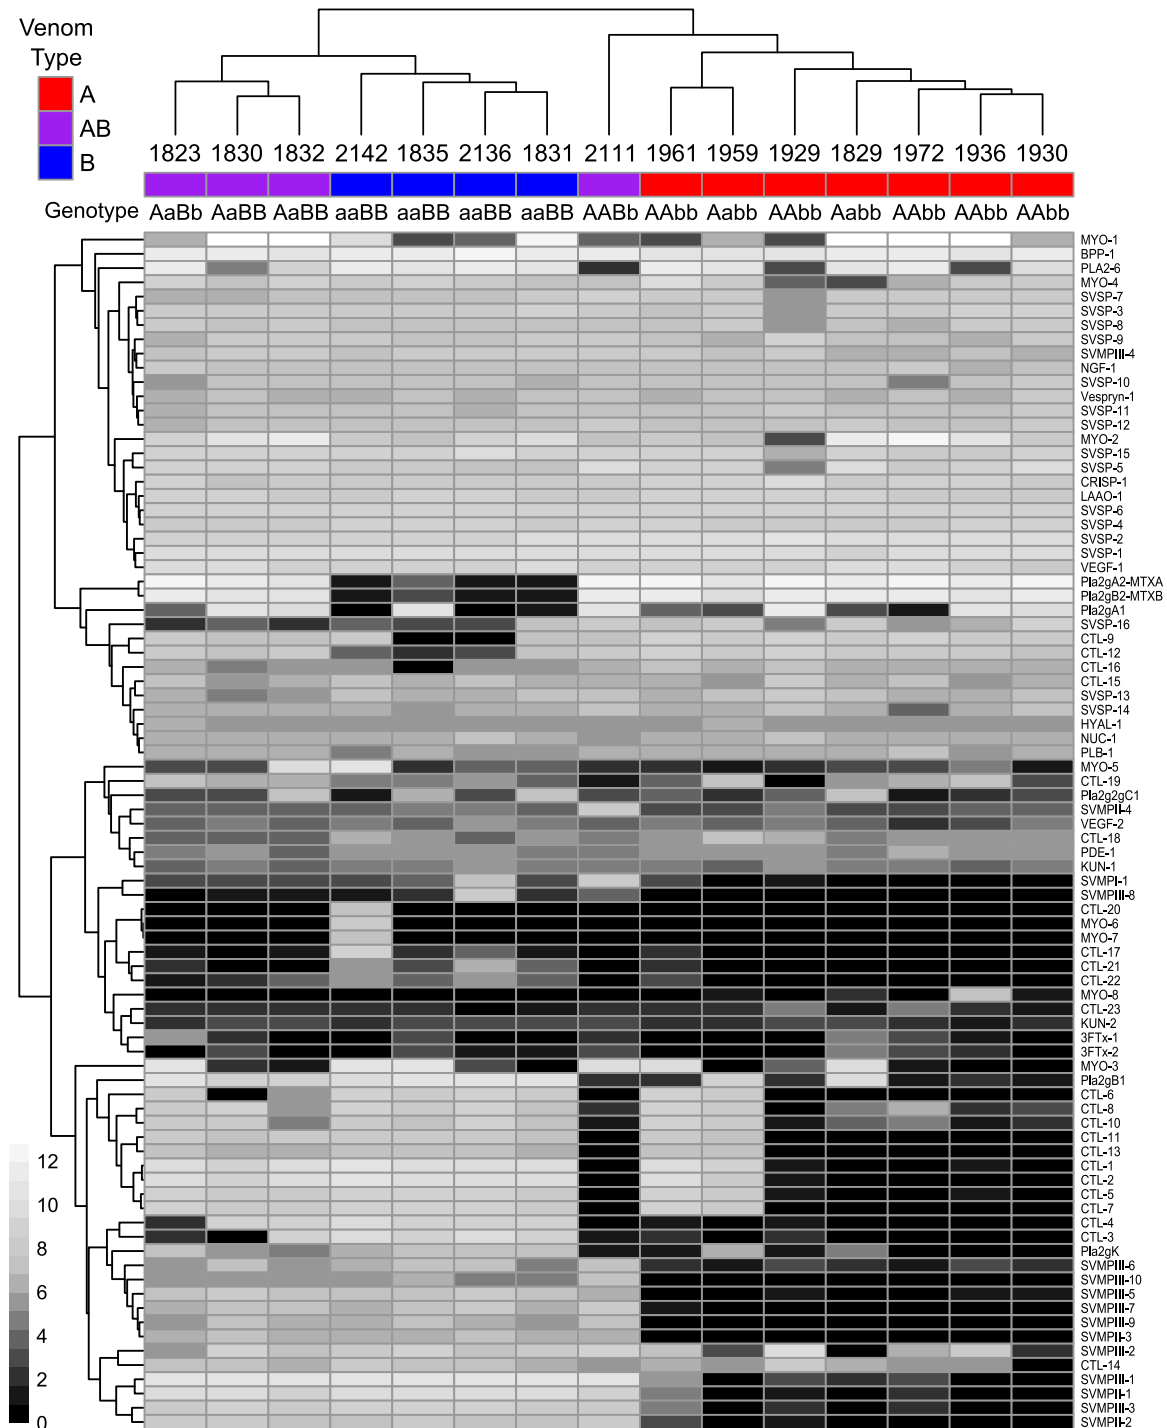 Venom
Type
A
AB
B
1823 1830 1832 2142 1835 2136 1831 2111 1961 1959 1929 1829 1972 1936 1930
Genotype AaBb AaBB AaBB aaBB aaBB aaBB aaBB AABb AAbb Aabb AAbb Aabb AAbb AAbb AAbb
MYO-1
BPP-1
PLA2-6
MYO-4
SVSP-7
SVSP-3
SVSP-8
SVSP-9
SVMPIII-4
NGF-1
SVSP-10
Vespryn-1
SVSP-11
SVSP-12
MYO-2
SVSP-15
SVSP-5
CRISP-1
LAAO-1
SVSP-6
SVSP-4
SVSP-2
SVSP-1
VEGF-1
Pla2gA2-MTXA
Pla2gB2-MTXB
Pla2gA1
SVSP-16
CTL-9
CTL-12
CTL-16
CTL-15
SVSP-13
SVSP-14
HYAL-1
NUC-1
PLB-1
MYO-5
CTL-19
Pla2g2gC1
SVMPII-4
VEGF-2
CTL-18
PDE-1
KUN-1
SVMPI-1
SVMPIII-8
CTL-20
MYO-6
MYO-7
CTL-17
CTL-21
CTL-22
MYO-8
CTL-23
KUN-2
3FTx-1
3FTx-2
MYO-3
Pla2gB1
CTL-6
CTL-8
CTL-10
CTL-11
CTL-13
CTL-1
CTL-2
CTL-5
CTL-7
CTL-4
CTL-3
Pla2gK
SVMPIII-6
SVMPIII-10
SVMPIII-5
SVMPIII-7
SVMPIII-9
SVMPII-3
SVMPIII-2
CTL-14
SVMPIII-1
SVMPII-1
SVMPIII-3
SVMPII-2
12
10
8
6
4
2
0